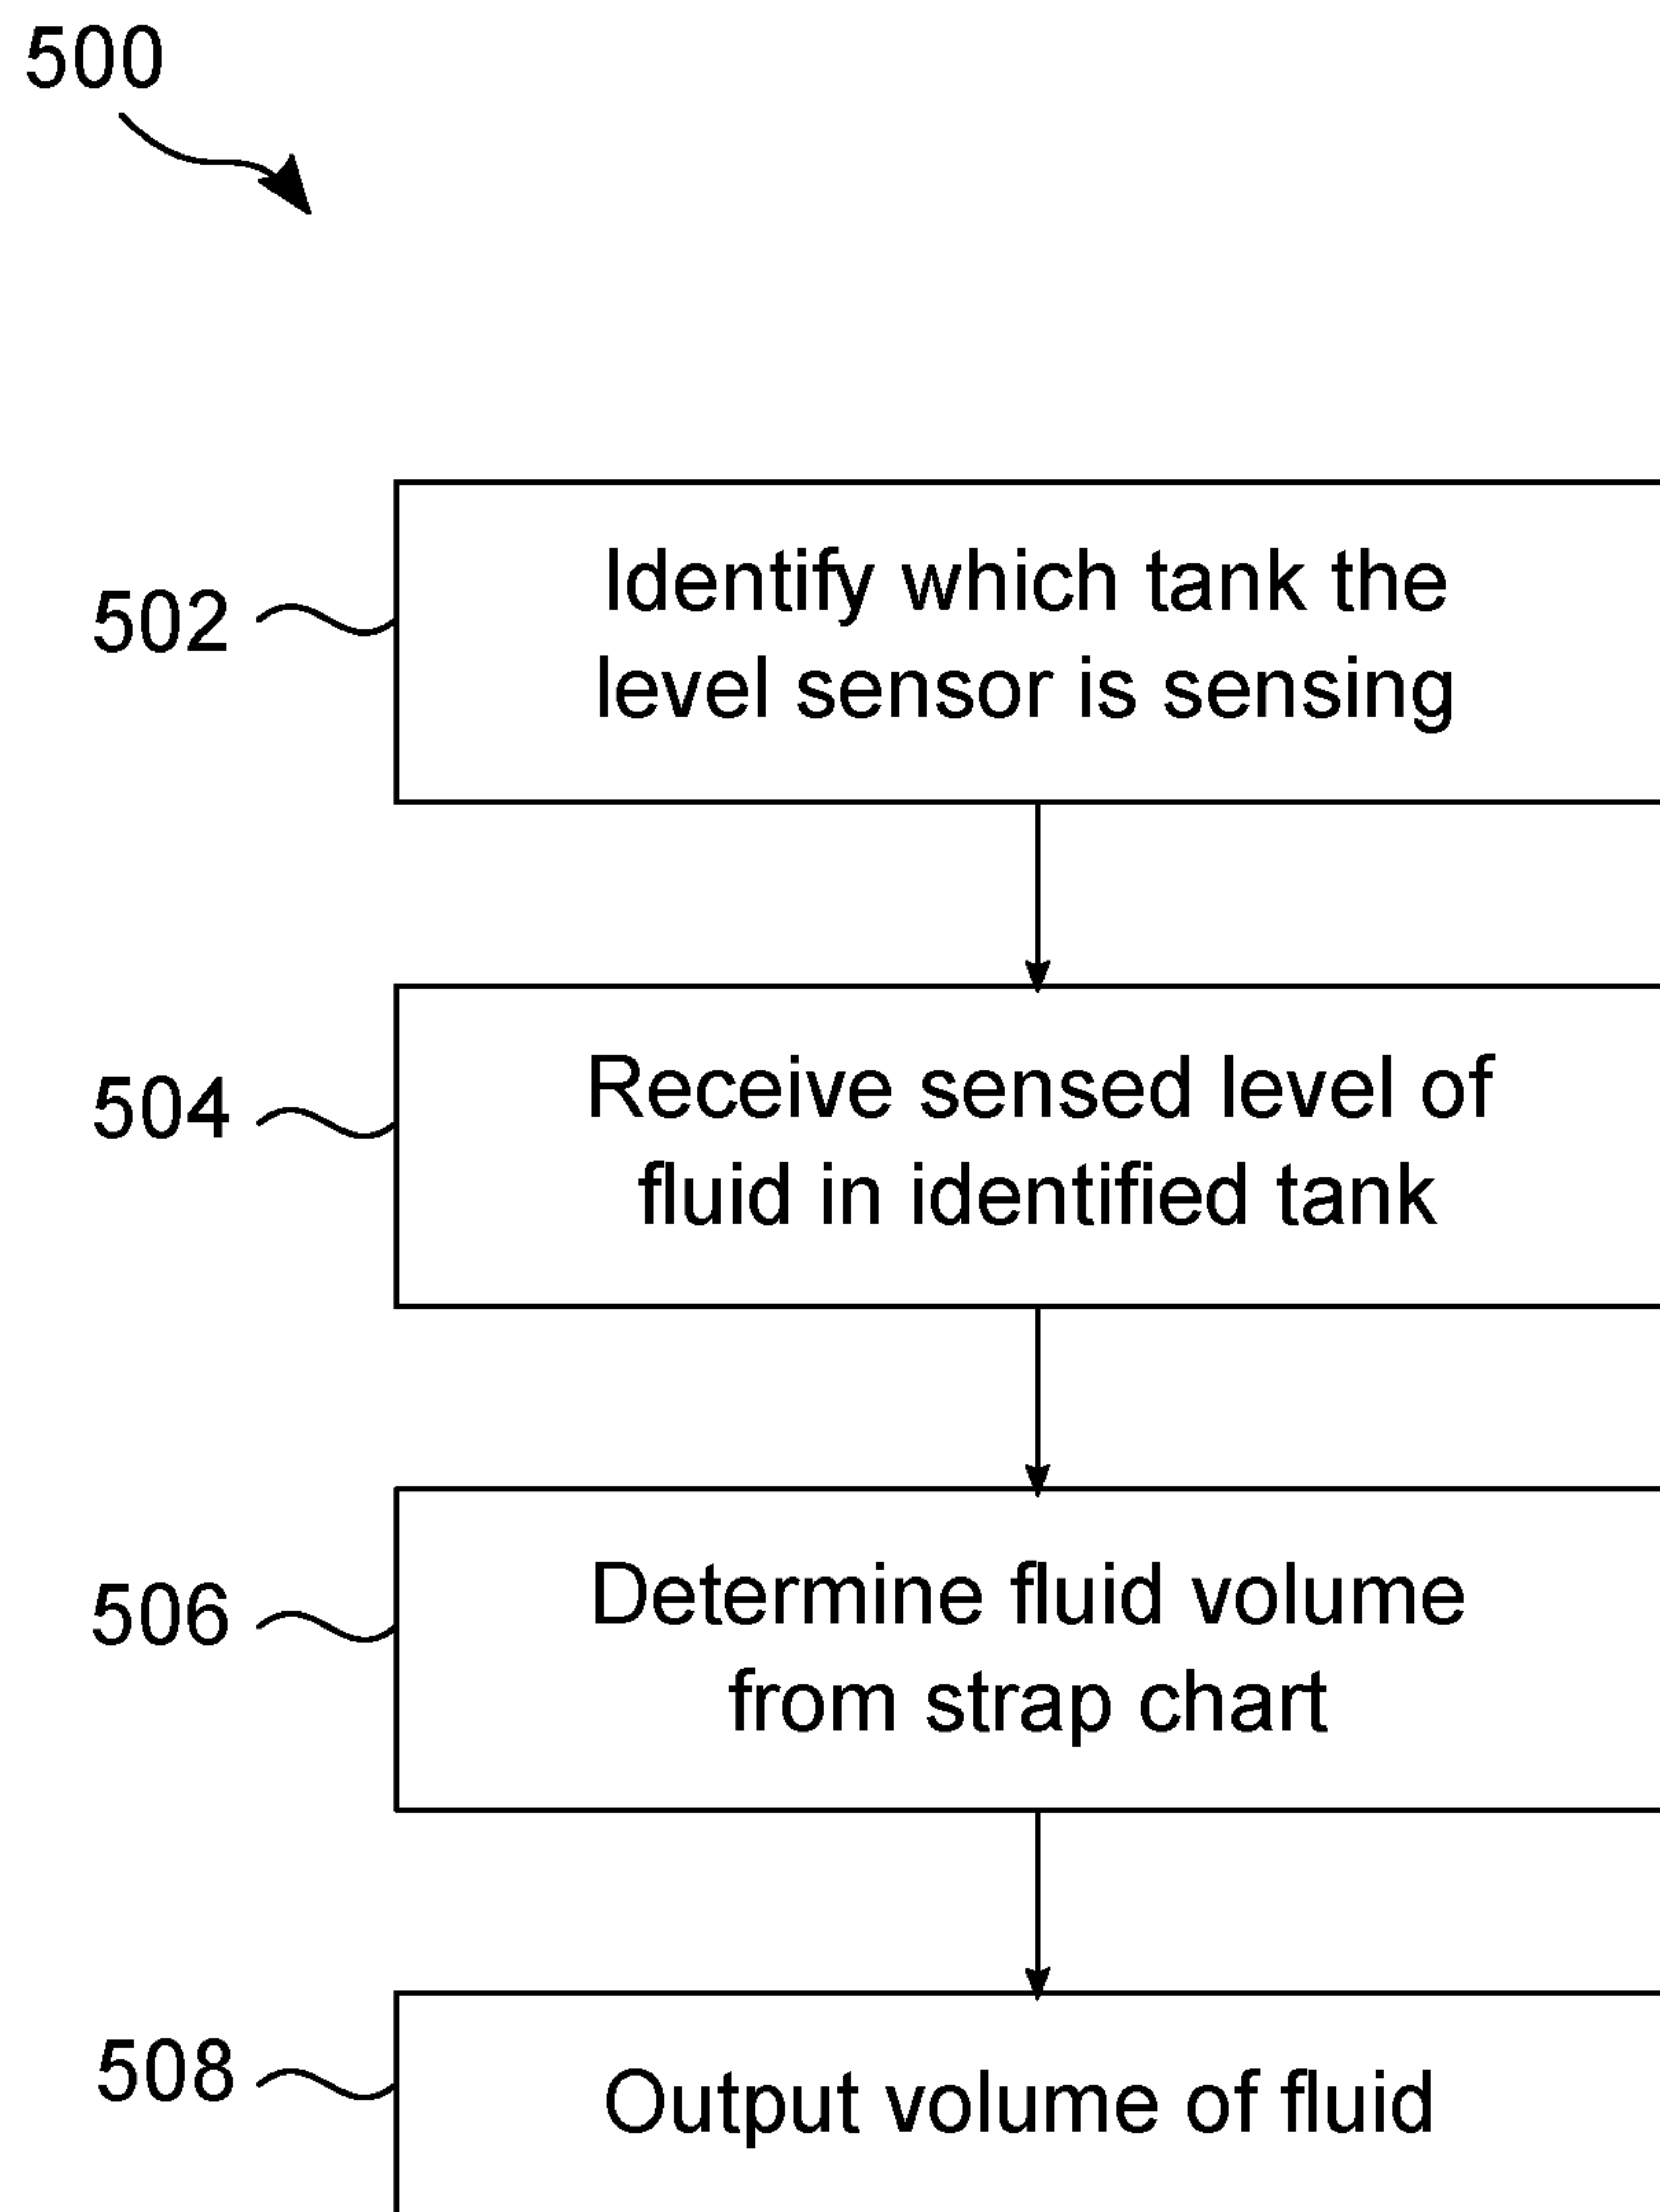 500
502
Identify which tank the
level sensor is sensing
504
Receive sensed level of
fluid in identified tank
506
Determine fluid volume
from strap chart
508
Output volume of fluid